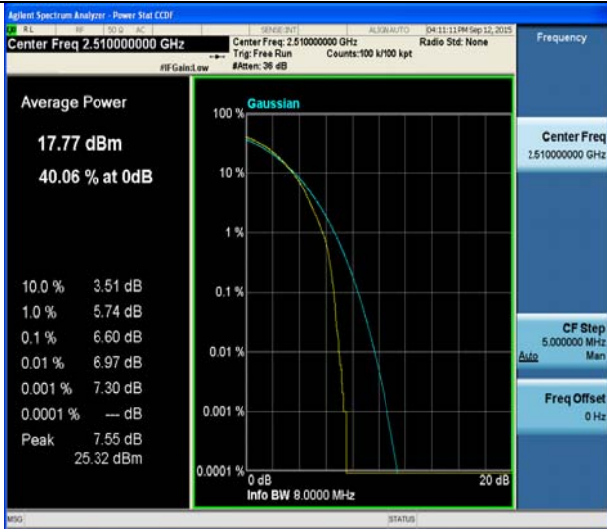 Agilent Spectrum Analyzer - Power Stat CCDF
RL RF 50 Ω AC SENSE:INT ALIGN AUTO 04:11:11 PM Sep 12, 2015
Center Freq 2.510000000 GHz
Center Freq: 2.510000000 GHz Radio Std: None
Trig: Free Run Counts:100 k/100 kpt
#IFGain:Low #Atten: 36 dB
Frequency
Average Power
17.77 dBm
40.06 % at 0dB
10.0 % 3.51 dB
1.0 % 5.74 dB
0.1 % 6.60 dB
0.01 % 6.97 dB
0.001 % 7.30 dB
0.0001 % --- dB
Peak 7.55 dB
25.32 dBm
Gaussian
100 %
10 %
1 %
0.1 %
0.01 %
0.001 %
0.0001 %
0 dB 20 dB
Info BW 8.0000 MHz
Center Freq
2.510000000 GHz
CF Step
5.000000 MHz
Auto Man
Freq Offset
0 Hz
MSG STATUS